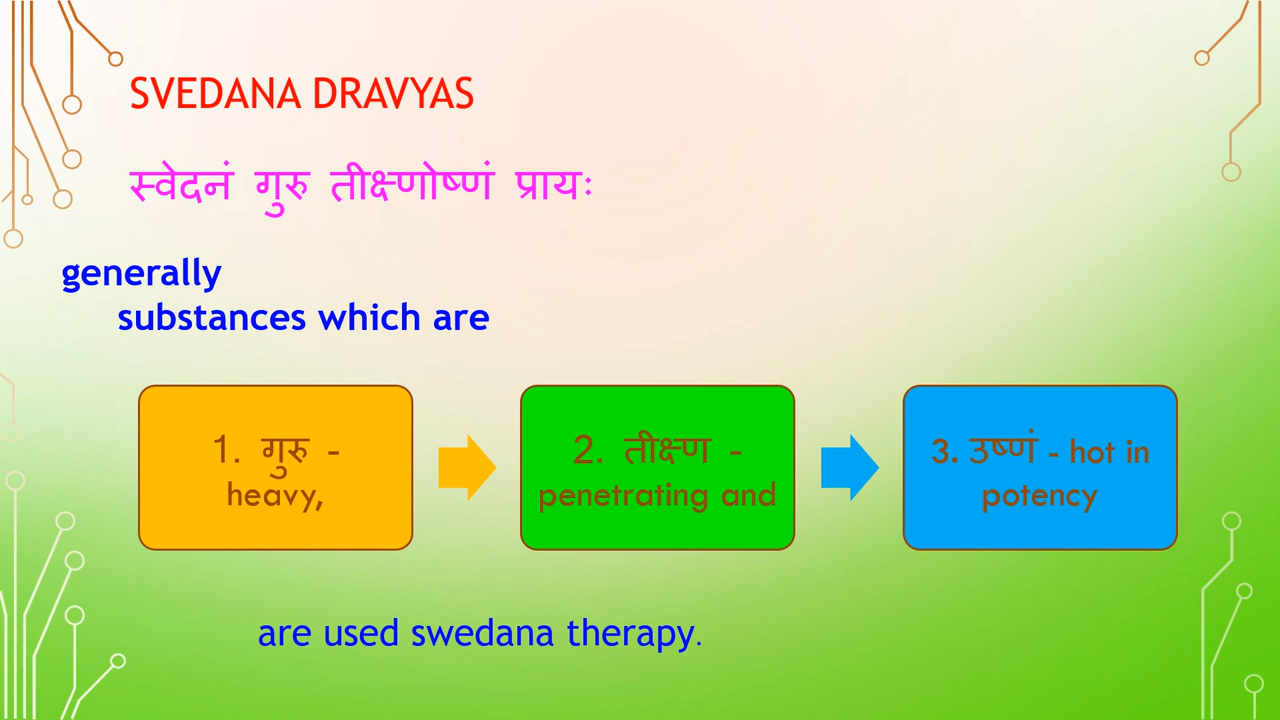 SVEDANA DRAVYAS
स्वेदनं गुरु तीक्ष्णोष्णं प्रायः
generally
substances which are
1. गुरु -
heavy,
2. तीक्ष्ण -
penetrating and
3. उष्णं - hot in
potency
are used swedana therapy.